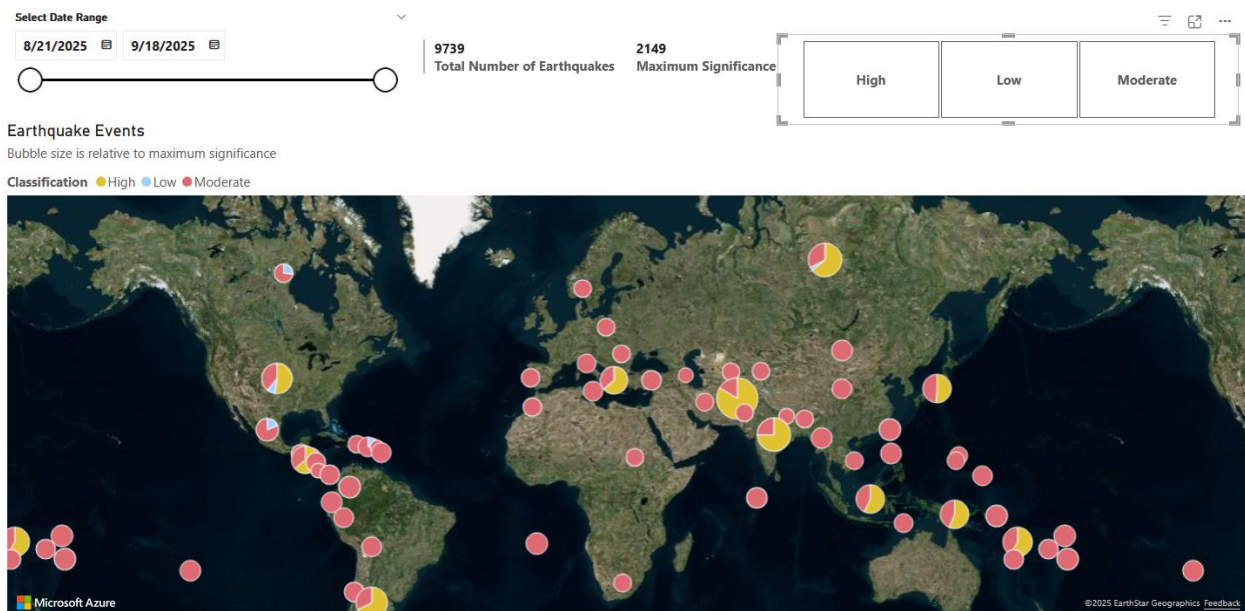 Select Date Range
8/21/2025
9/18/2025
9739
Total Number of Earthquakes
2149
Maximum Significance
High
Low
Moderate
Earthquake Events
Bubble size is relative to maximum significance
Classification High Low Moderate
Microsoft Azure
©2025 EarthStar Geographics Feedback